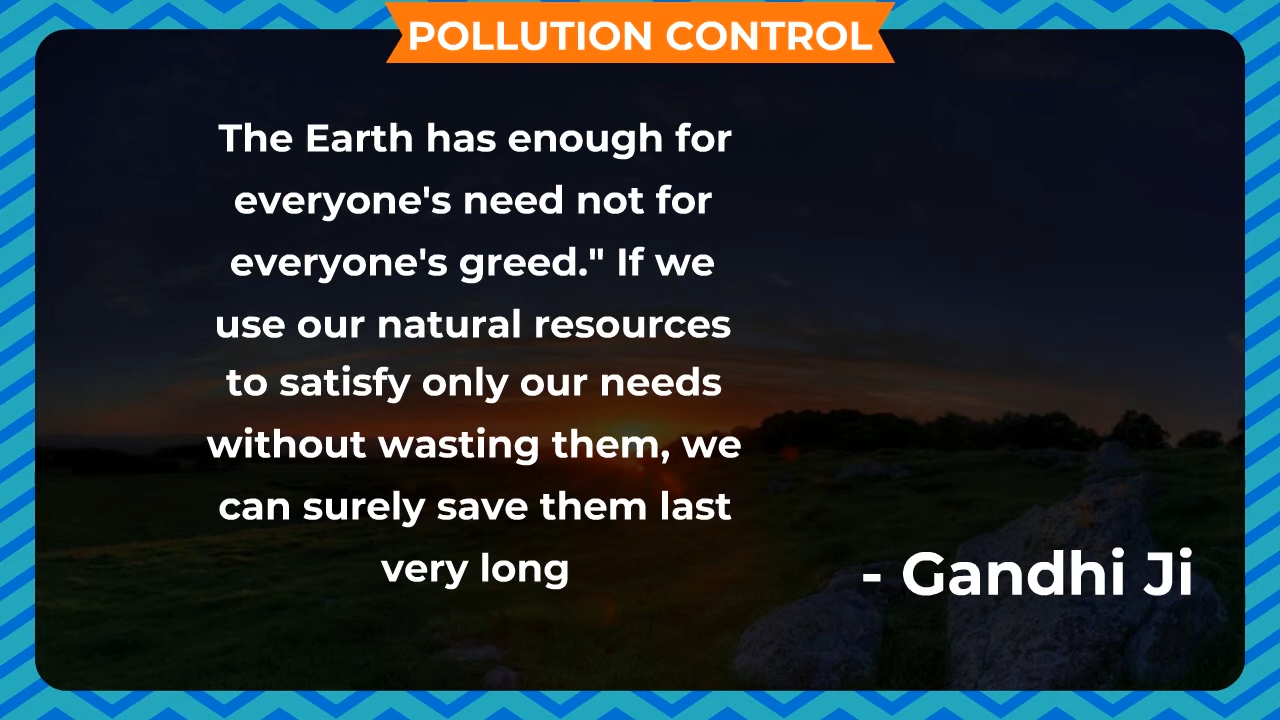 POLLUTION CONTROL
The Earth has enough for
everyone's need not for
everyone's greed." If we
use our natural resources
to satisfy only our needs
without wasting them, we
can surely save them last
very long
- Gandhi Ji